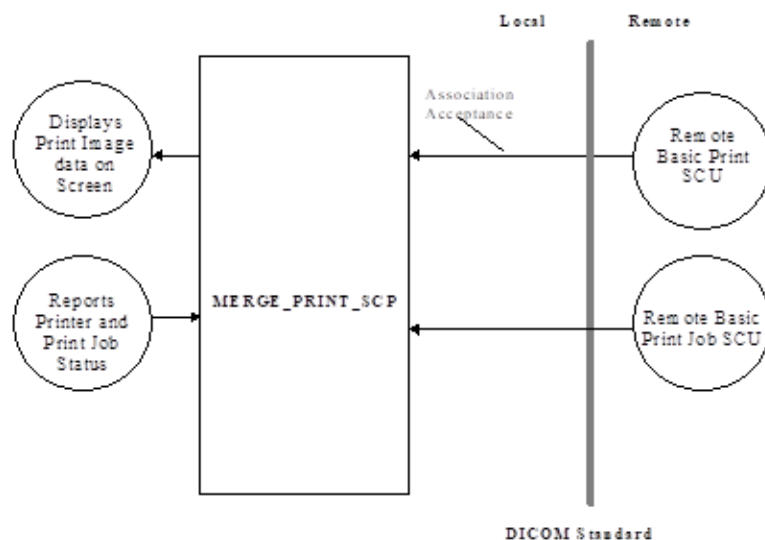 Local
Remote
Association
Acceptance
Displays
Print Image
data on
Screen
Remote
Basic Print
SCU
Reports
Printer and
Print Job
Status
MERGE_PRINT_SCP
Remote Basic
Print Job SCU
DICOM Standard